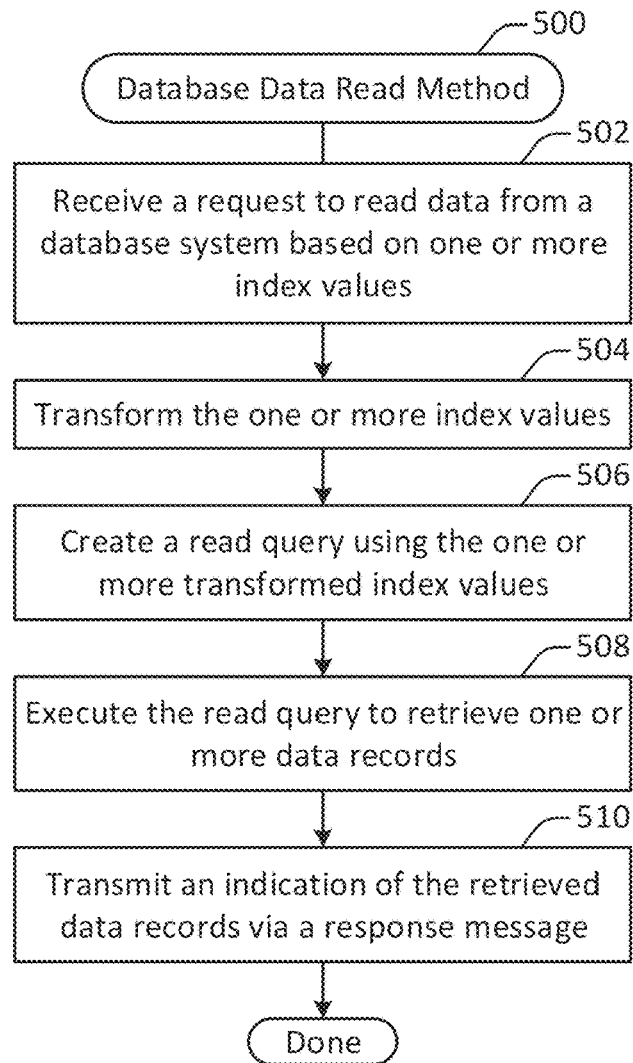 500
Database Data Read Method
502
Receive a request to read data from a
database system based on one or more
index values
504
Transform the one or more index values
506
Create a read query using the one or
more transformed index values
508
Execute the read query to retrieve one or
more data records
510
Transmit an indication of the retrieved
data records via a response message
Done